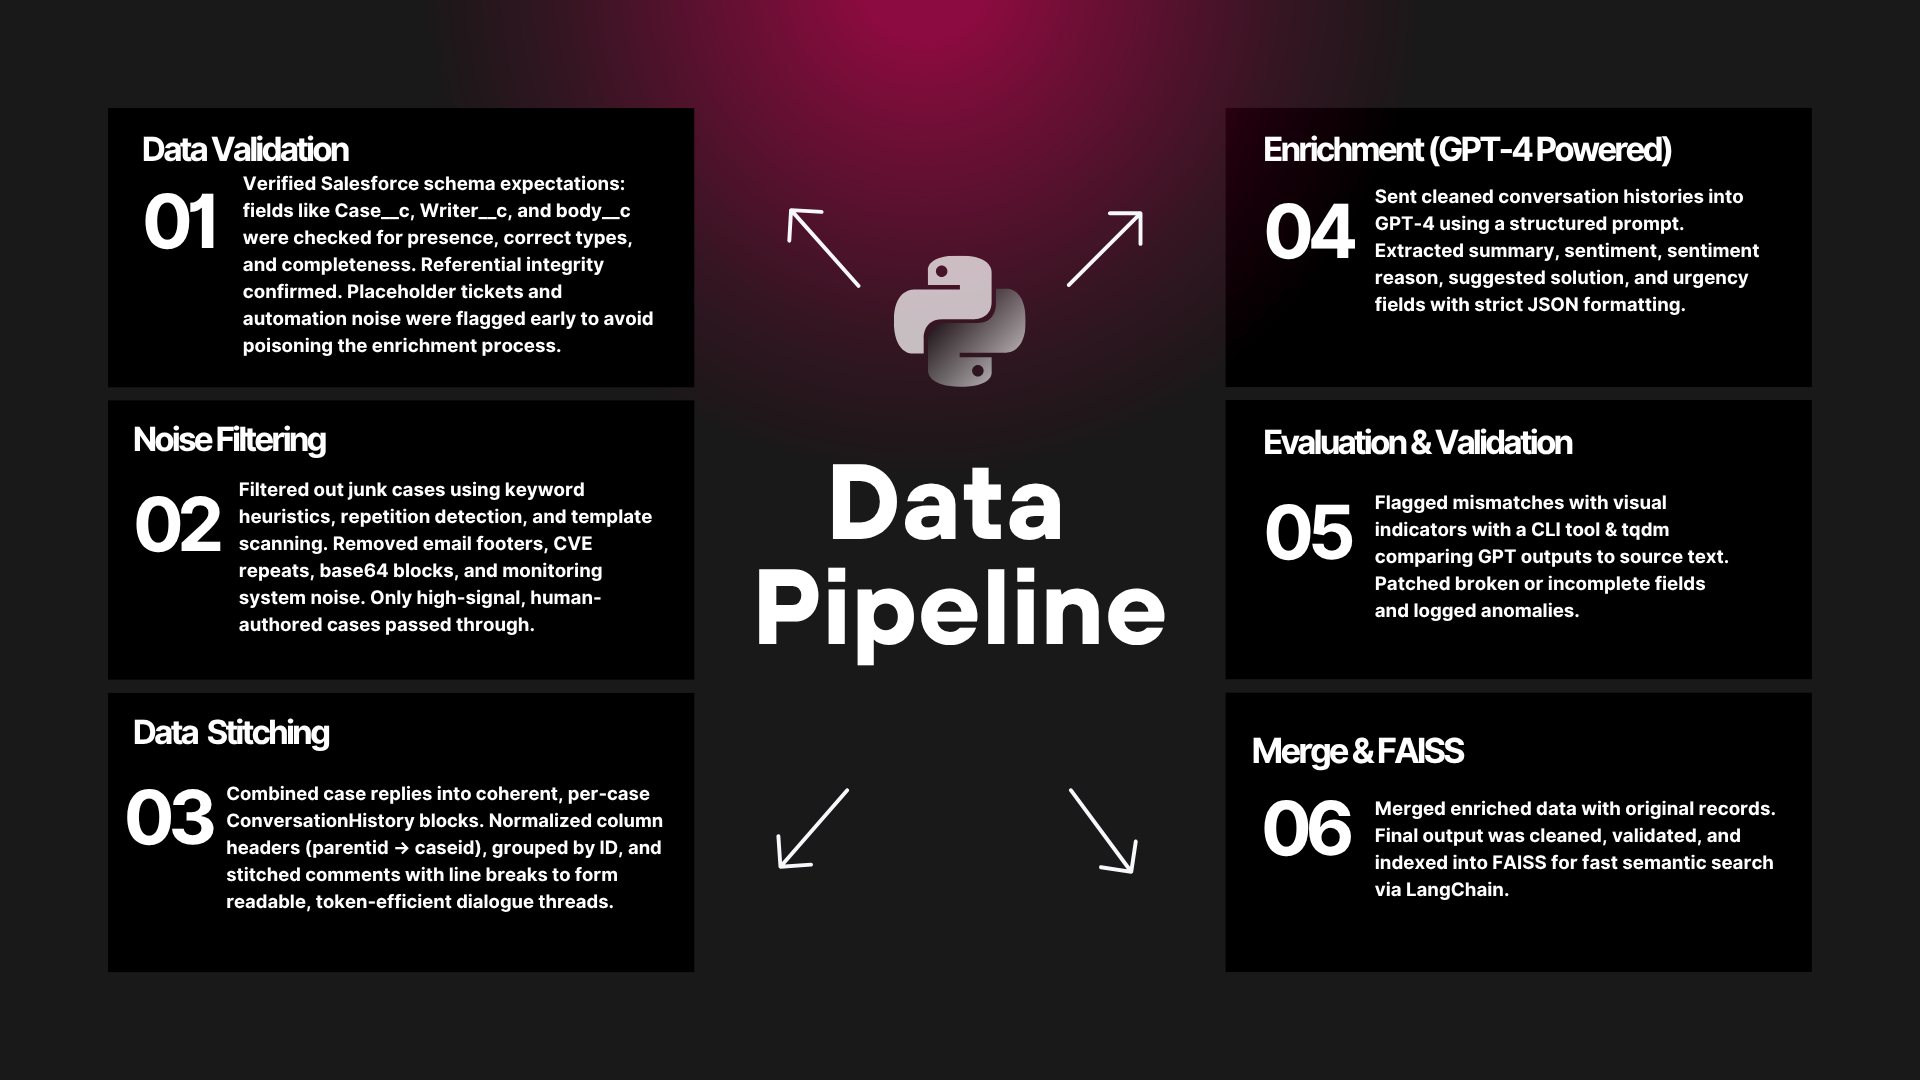 Data Validation
01
Verified Salesforce schema expectations:
fields like Case__c, Writer__c, and body__c
were checked for presence, correct types,
and completeness. Referential integrity
confirmed. Placeholder tickets and
automation noise were flagged early to avoid
poisoning the enrichment process.
Noise Filtering
02
Filtered out junk cases using keyword
heuristics, repetition detection, and template
scanning. Removed email footers, CVE
repeats, base64 blocks, and monitoring
system noise. Only high-signal, human-
authored cases passed through.
Data Stitching
03
Combined case replies into coherent, per-case
ConversationHistory blocks. Normalized column
headers (parentid → caseid), grouped by ID, and
stitched comments with line breaks to form
readable, token-efficient dialogue threads.
Data
Pipeline
Enrichment (GPT-4 Powered)
04
Sent cleaned conversation histories into
GPT-4 using a structured prompt.
Extracted summary, sentiment, sentiment
reason, suggested solution, and urgency
fields with strict JSON formatting.
Evaluation & Validation
05
Flagged mismatches with visual
indicators with a CLI tool & tqdm
comparing GPT outputs to source text.
Patched broken or incomplete fields
and logged anomalies.
Merge & FAISS
06
Merged enriched data with original records.
Final output was cleaned, validated, and
indexed into FAISS for fast semantic search
via LangChain.